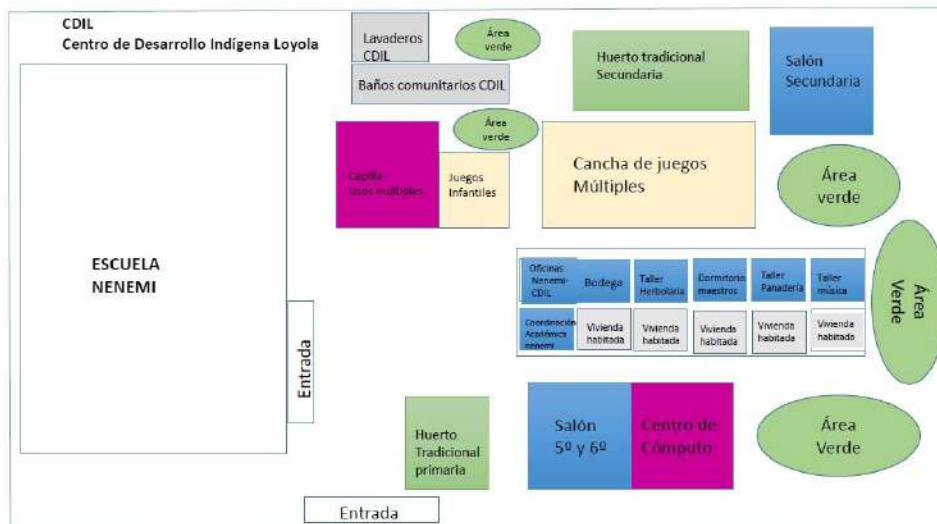 CDIL
Centro de Desarrollo Indígena Loyola
Lavaderos
CDIL
Área
verde
Baños comunitarios CDIL
Huerto tradicional
Secundaria
Salón
Secundaria
Área
verde
Capilla-
usos múltiples
Juegos
Infantiles
Cancha de juegos
Múltiples
Área
verde
ESCUELA
NENEMI
Entrada
Oficinas
Nenemi-
CDIL
Bodega
Taller
Herbolaria
Dormitorio
maestros
Taller
Panadería
Taller
música
Coordinación
Académica
nenemi
Vivienda
habitada
Vivienda
habitada
Vivienda
habitada
Vivienda
habitada
Vivienda
habitada
Área
Verde
Huerto
Tradicional
primaria
Salón
5º y 6º
Centro de
Cómputo
Área
Verde
Entrada